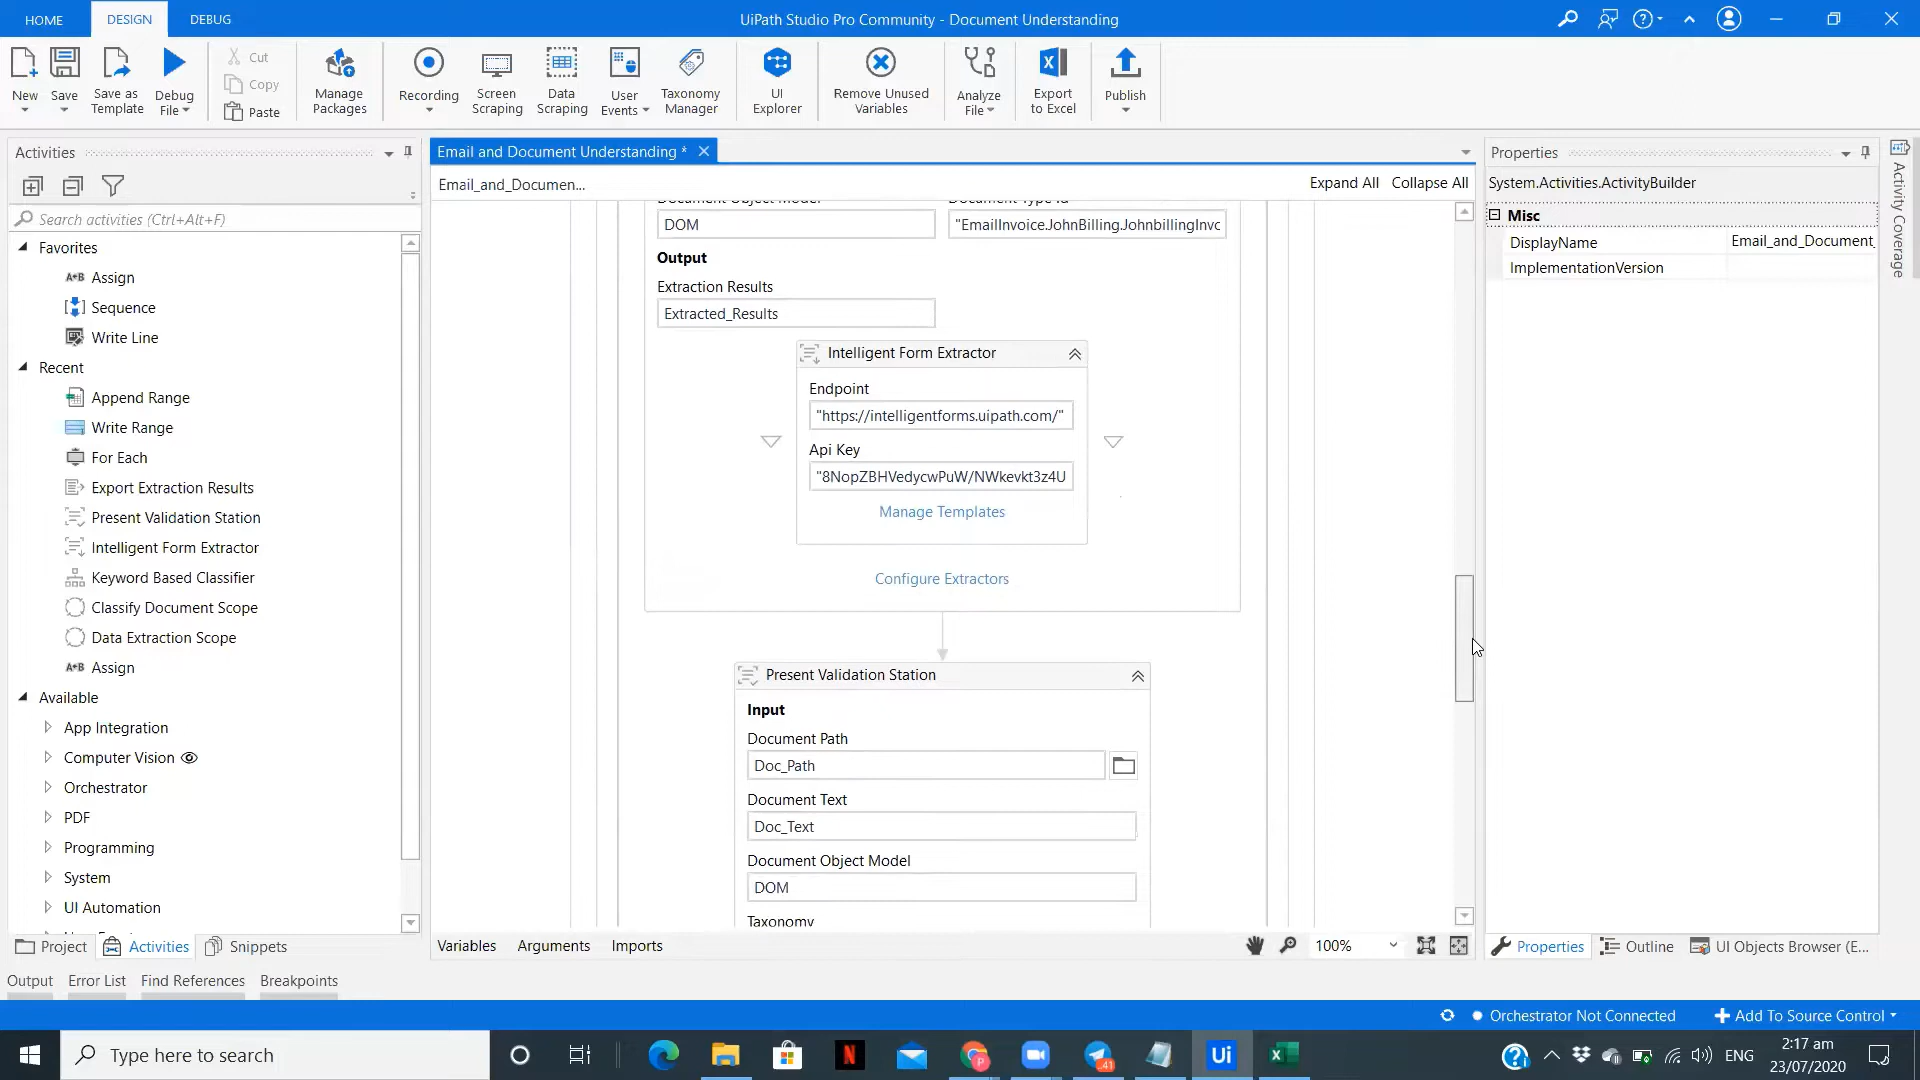 HOME
DESIGN
DEBUG
UiPath Studio Pro Community - Document Understanding
New
Save
Save as Template
Debug File
Cut
Copy
Paste
Manage Packages
Recording
Screen Scraping
Data Scraping
User Events
Taxonomy Manager
UI Explorer
Remove Unused Variables
Analyze File
Export to Excel
Publish
Activities
Search activities (Ctrl+Alt+F)
Favorites
A*B Assign
Sequence
Write Line
Recent
Append Range
Write Range
For Each
Export Extraction Results
Present Validation Station
Intelligent Form Extractor
Keyword Based Classifier
Classify Document Scope
Data Extraction Scope
A*B Assign
Available
App Integration
Computer Vision
Orchestrator
PDF
Programming
System
UI Automation
Project
Activities
Snippets
Email and Document Understanding *
Email_and_Documen...
Expand All
Collapse All
Document Object Model
Document Type Id
DOM
"EmailInvoice.JohnBilling.JohnbillingInvc
Output
Extraction Results
Extracted_Results
Intelligent Form Extractor
Endpoint
"https://intelligentforms.uipath.com/"
Api Key
"8NopZBHVedycwPuW/NWkevkt3z4U
Manage Templates
Configure Extractors
Present Validation Station
Input
Document Path
Doc_Path
Document Text
Doc_Text
Document Object Model
DOM
Taxonomy
Variables
Arguments
Imports
100%
Properties
System.Activities.ActivityBuilder
Misc
DisplayName
Email_and_Document_
ImplementationVersion
Activity Coverage
Properties
Outline
UI Objects Browser (E...
Output
Error List
Find References
Breakpoints
Orchestrator Not Connected
Add To Source Control
Type here to search
N
P
41
Ui
X
ENG
2:17 am
23/07/2020